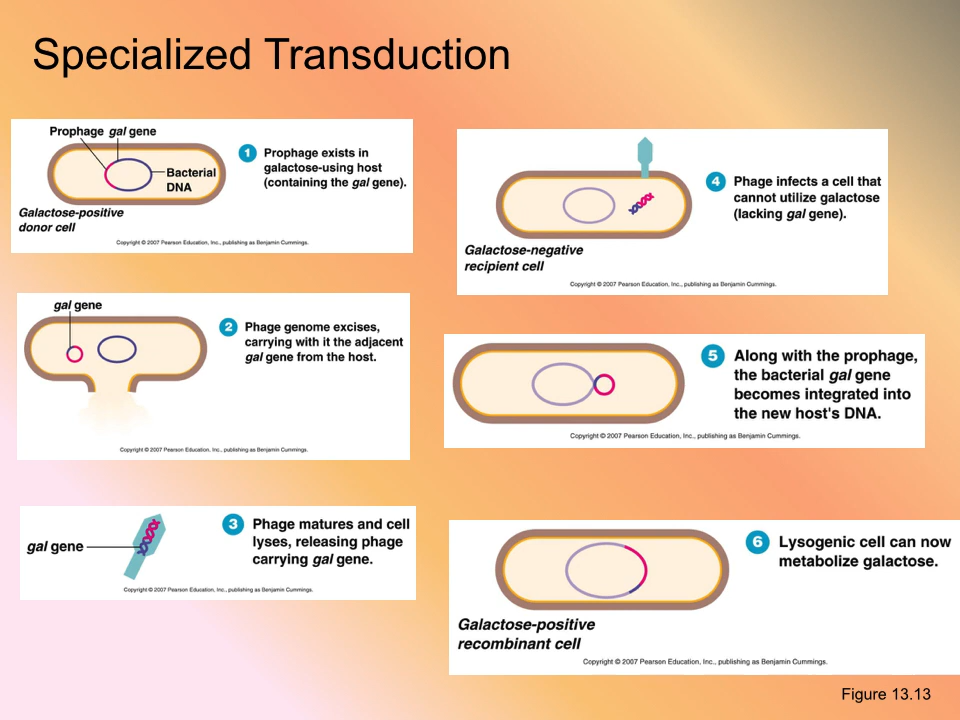 Specialized Transduction
Prophage gal gene
Bacterial
DNA
Galactose-positive
donor cell
1 Prophage exists in
galactose-using host
(containing the gal gene).
Copyright © 2007 Pearson Education, Inc., publishing as Benjamin Cummings.
gal gene
2 Phage genome excises,
carrying with it the adjacent
gal gene from the host.
Copyright © 2007 Pearson Education, Inc., publishing as Benjamin Cummings.
gal gene
3 Phage matures and cell
lyses, releasing phage
carrying gal gene.
Copyright © 2007 Pearson Education, Inc., publishing as Benjamin Cummings.
4 Phage infects a cell that
cannot utilize galactose
(lacking gal gene).
Galactose-negative
recipient cell
Copyright © 2007 Pearson Education, Inc., publishing as Benjamin Cummings.
5 Along with the prophage,
the bacterial gal gene
becomes integrated into
the new host's DNA.
Copyright © 2007 Pearson Education, Inc., publishing as Benjamin Cummings.
6 Lysogenic cell can now
metabolize galactose.
Galactose-positive
recombinant cell
Copyright © 2007 Pearson Education, Inc., publishing as Benjamin Cummings.
Figure 13.13